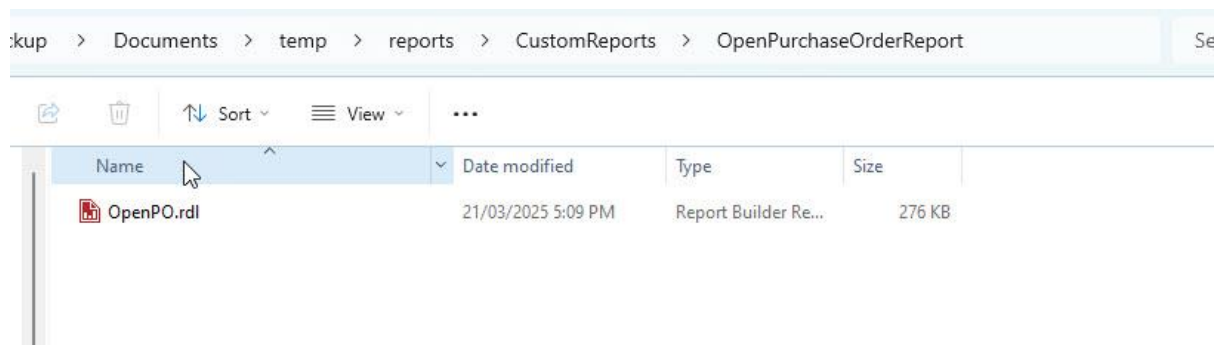 ckup > Documents > temp > reports > CustomReports > OpenPurchaseOrderReport Se
Sort View ...
Name Date modified Type Size
OpenPO.rdl 21/03/2025 5:09 PM Report Builder Re... 276 KB